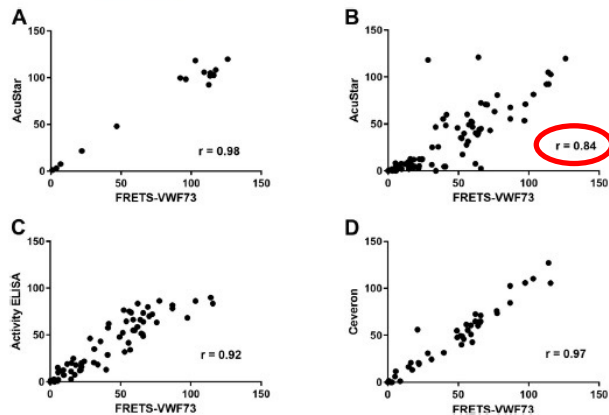 A
AcuStar
150
100
50
0
r = 0.98
0 50 100 150
FRETS-VWF73
B
AcuStar
150
100
50
0
r = 0.84
0 50 100 150
FRETS-VWF73
C
Activity ELISA
150
100
50
0
r = 0.92
0 50 100 150
FRETS-VWF73
D
Ceveron
150
100
50
0
r = 0.97
0 50 100 150
FRETS-VWF73